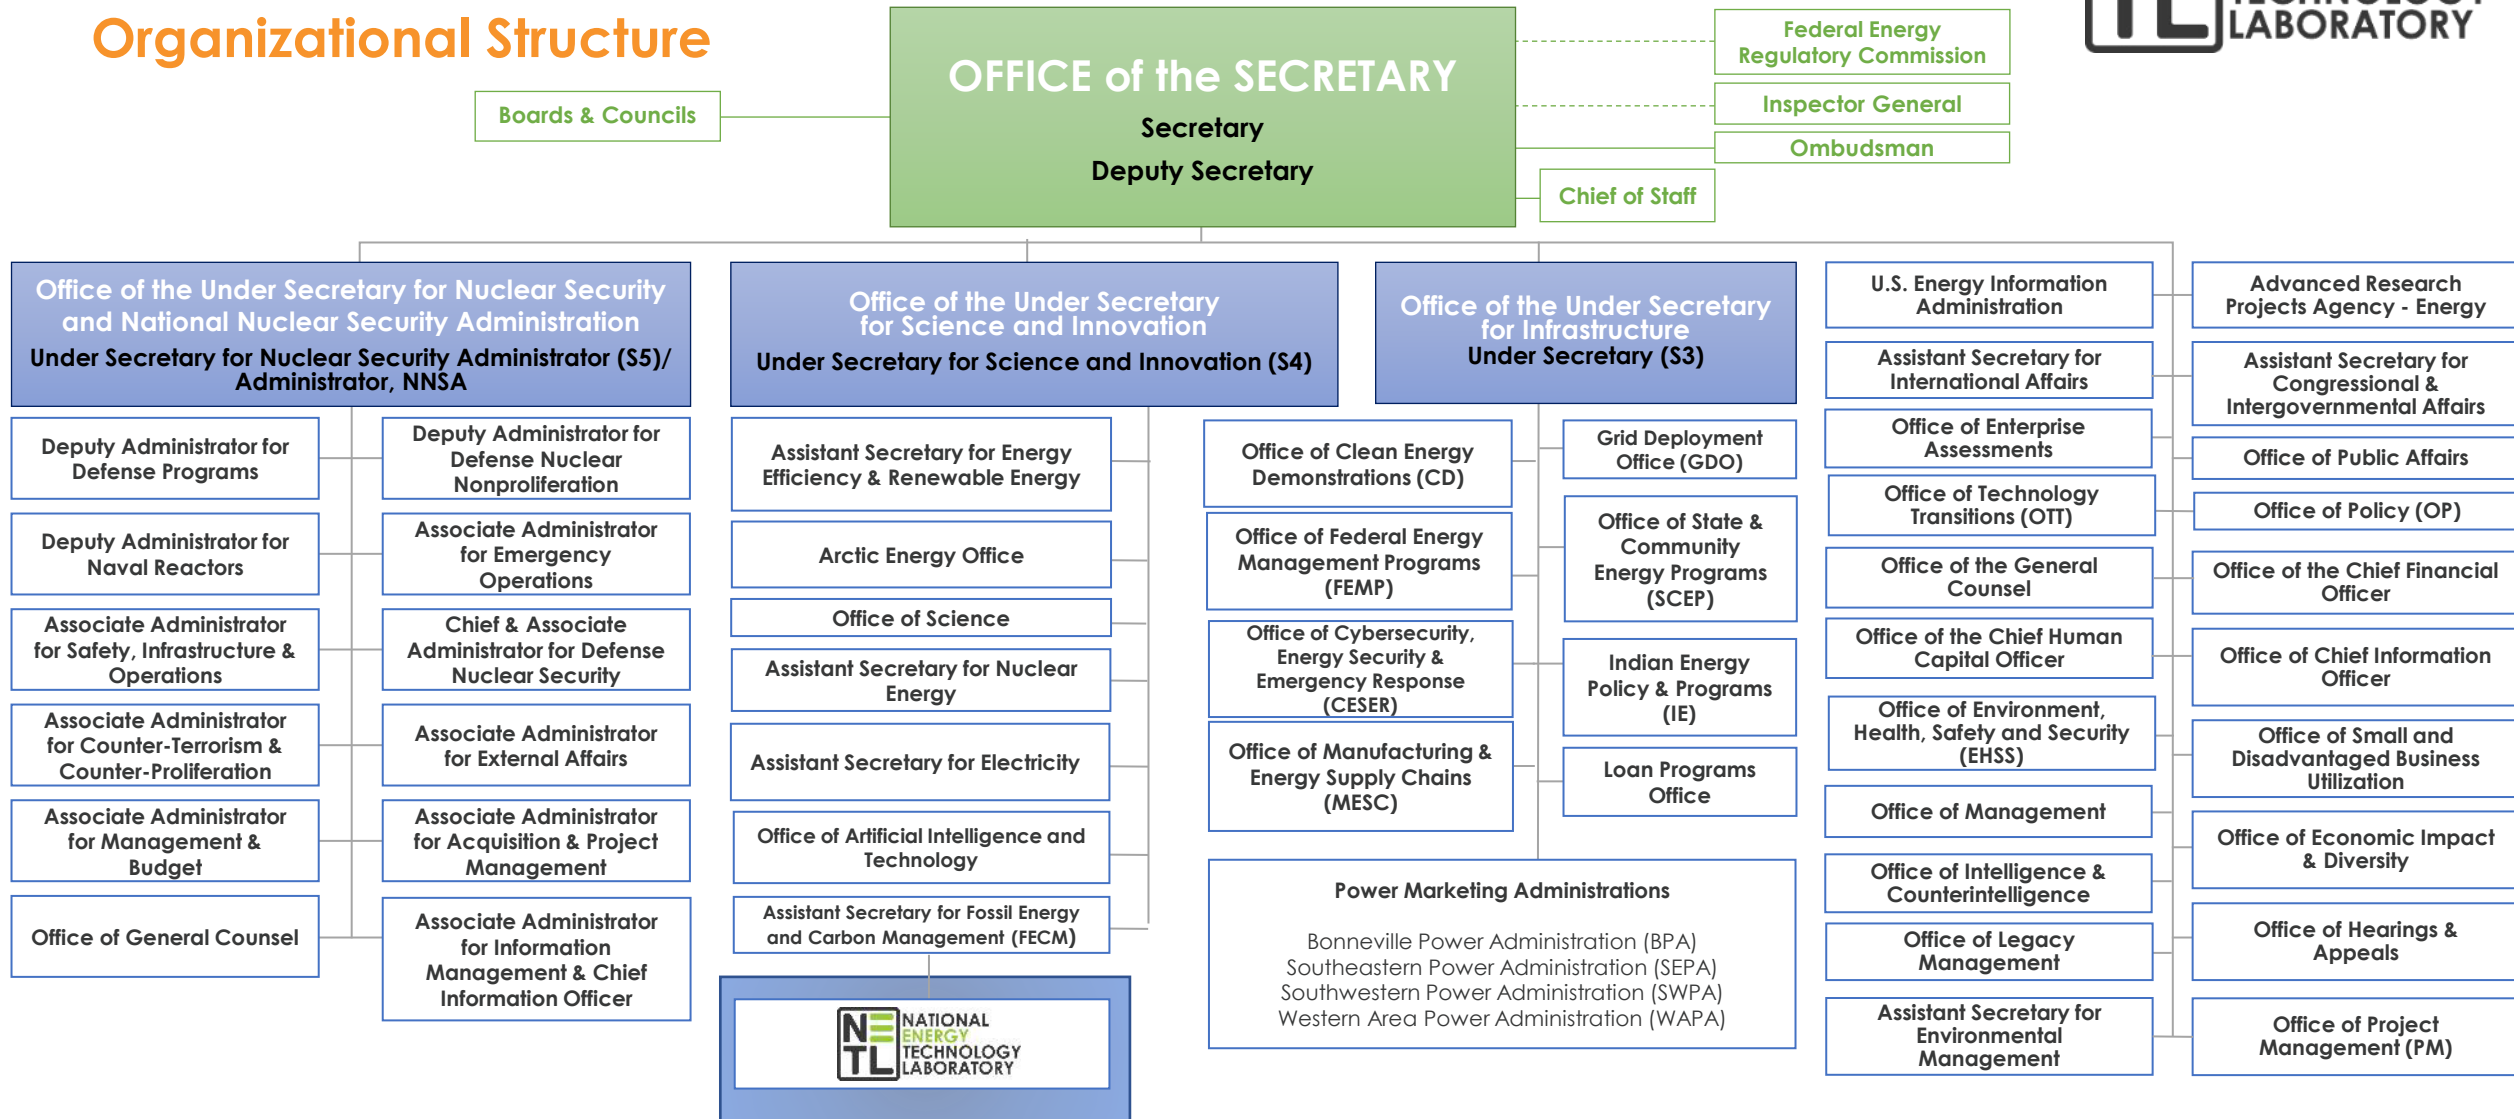 Organizational Structure
TECHNOLOGY
TL LABORATORY
OFFICE of the SECRETARY
Secretary
Deputy Secretary
Boards & Councils
Federal Energy
Regulatory Commission
Inspector General
Ombudsman
Chief of Staff
Office of the Under Secretary for Nuclear Security
and National Nuclear Security Administration
Under Secretary for Nuclear Security Administrator (S5)/
Administrator, NNSA
Deputy Administrator for
Defense Programs
Deputy Administrator for
Defense Nuclear
Nonproliferation
Deputy Administrator for
Naval Reactors
Associate Administrator
for Emergency
Operations
Associate Administrator
for Safety, Infrastructure &
Operations
Chief & Associate
Administrator for Defense
Nuclear Security
Associate Administrator
for Counter-Terrorism &
Counter-Proliferation
Associate Administrator
for External Affairs
Associate Administrator
for Management &
Budget
Associate Administrator
for Acquisition & Project
Management
Office of General Counsel
Associate Administrator
for Information
Management & Chief
Information Officer
Office of the Under Secretary
for Science and Innovation
Under Secretary for Science and Innovation (S4)
Assistant Secretary for Energy
Efficiency & Renewable Energy
Arctic Energy Office
Office of Science
Assistant Secretary for Nuclear
Energy
Assistant Secretary for Electricity
Office of Artificial Intelligence and
Technology
Assistant Secretary for Fossil Energy
and Carbon Management (FECM)
NE NATIONAL
ENERGY
TL TECHNOLOGY
LABORATORY
Office of the Under Secretary
for Infrastructure
Under Secretary (S3)
Office of Clean Energy
Demonstrations (CD)
Grid Deployment
Office (GDO)
Office of Federal Energy
Management Programs
(FEMP)
Office of State &
Community
Energy Programs
(SCEP)
Office of Cybersecurity,
Energy Security &
Emergency Response
(CESER)
Indian Energy
Policy & Programs
(IE)
Office of Manufacturing &
Energy Supply Chains
(MESC)
Loan Programs
Office
Power Marketing Administrations
Bonneville Power Administration (BPA)
Southeastern Power Administration (SEPA)
Southwestern Power Administration (SWPA)
Western Area Power Administration (WAPA)
U.S. Energy Information
Administration
Advanced Research
Projects Agency - Energy
Assistant Secretary for
International Affairs
Assistant Secretary for
Congressional &
Intergovernmental Affairs
Office of Enterprise
Assessments
Office of Public Affairs
Office of Technology
Transitions (OTT)
Office of Policy (OP)
Office of the General
Counsel
Office of the Chief Financial
Officer
Office of the Chief Human
Capital Officer
Office of Chief Information
Officer
Office of Environment,
Health, Safety and Security
(EHSS)
Office of Small and
Disadvantaged Business
Utilization
Office of Management
Office of Economic Impact
& Diversity
Office of Intelligence &
Counterintelligence
Office of Hearings &
Appeals
Office of Legacy
Management
Assistant Secretary for
Environmental
Management
Office of Project
Management (PM)